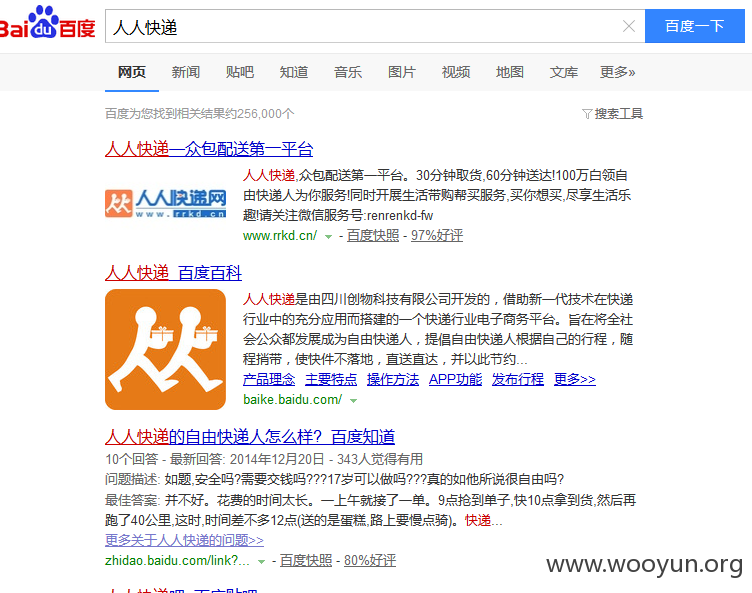 Bai du 百度
人人快递
百度一下
网页 新闻 贴吧 知道 音乐 图片 视频 地图 文库 更多»
百度为您找到相关结果约256,000个
搜索工具
人人快递—众包配送第一平台
人人快递网
www.rrkd.cn
人人快递,众包配送第一平台。30分钟取货,60分钟送达!100万白领自
由快递人为你服务!同时开展生活带购帮买服务,买你想买,尽享生活乐
趣!请关注微信服务号:renrenkd-fw
www.rrkd.cn/ - 百度快照 - 97%好评
人人快递_百度百科
人人快递是由四川创物科技有限公司开发的，借助新一代技术在快递
行业中的充分应用而搭建的一个快递行业电子商务平台。旨在将全社
会公众都发展成为自由快递人，提倡自由快递人根据自己的行程，随
程捎带，使快件不落地，直送直达，并以此节约...
产品理念 主要特点 操作方法 APP功能 发布行程 更多>>
baike.baidu.com/
人人快递的自由快递人怎么样? 百度知道
10个回答 - 最新回答: 2014年12月20日 - 343人觉得有用
问题描述: 如题,安全吗?需要交钱吗???17岁可以做吗???真的如他所说很自由吗?
最佳答案: 并不好。花费的时间太长。一上午就接了一单。9点抢到单子,快10点拿到货,然后再
跑了40公里,这时,时间差不多12点(送的是蛋糕,路上要慢点骑)。快递...
更多关于人人快递的问题>>
zhidao.baidu.com/link?... - 百度快照 - 80%好评
www.wooyun.org
人人快递吧_百度贴吧